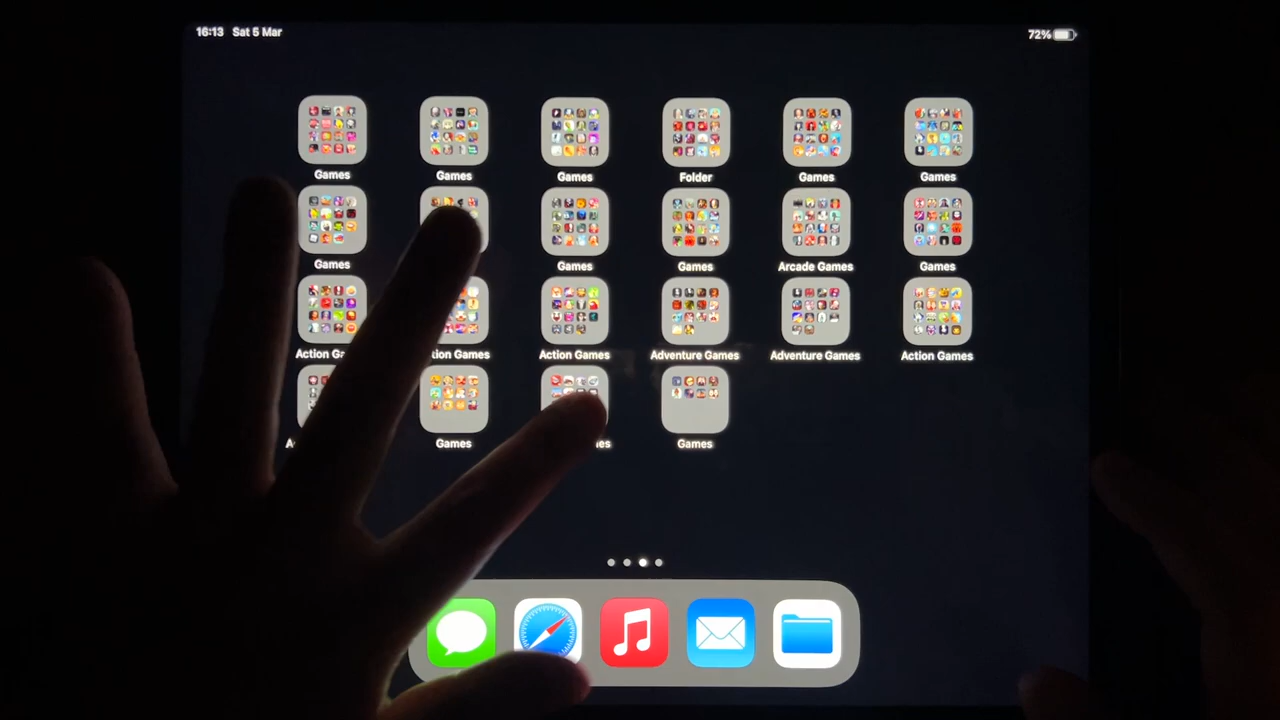 16:13 Sat 5 Mar
72%
Games Games Games Folder Games Games
Games Games Games Arcade Games Games
Action Action Games Adventure Games Adventure Games Action Games
Games Games